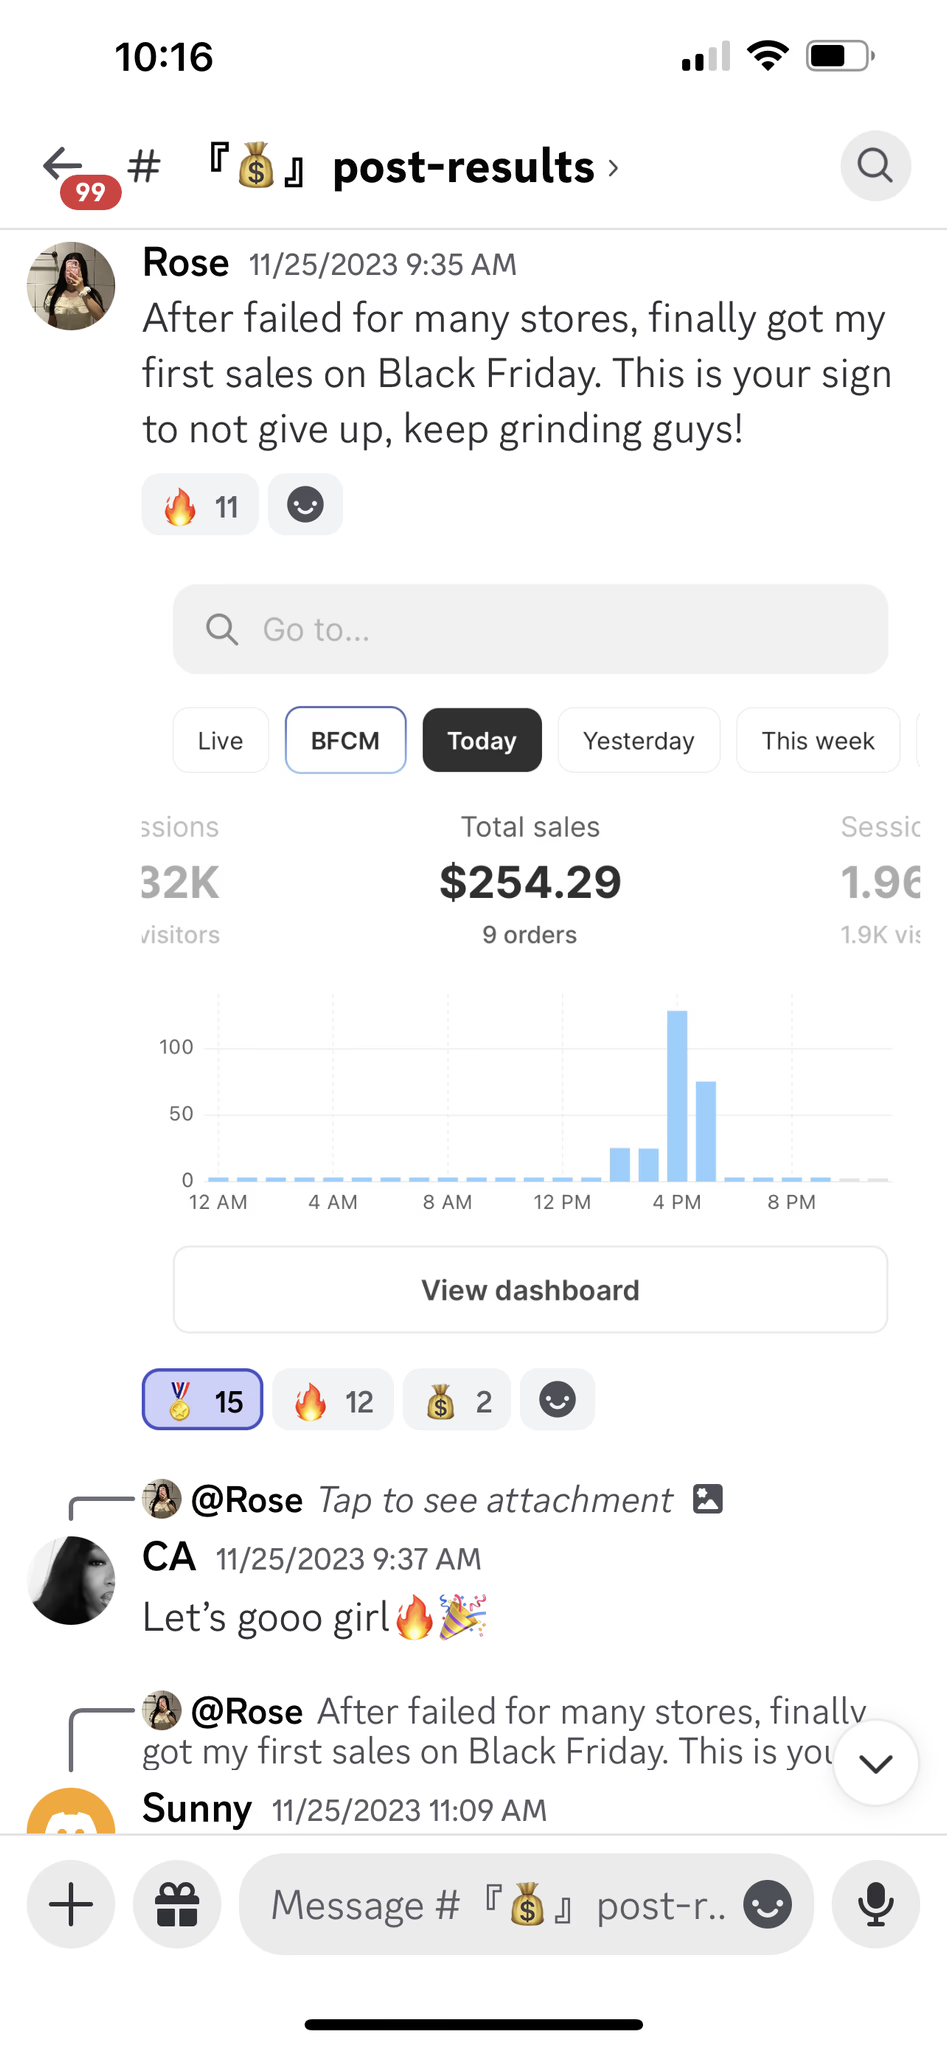 10:16
99
# 『💰』 post-results ›
Rose 11/25/2023 9:35 AM
After failed for many stores, finally got my
first sales on Black Friday. This is your sign
to not give up, keep grinding guys!
🔥 11
Go to...
Live BFCM Today Yesterday This week
ssions Total sales Sessio
32K $254.29 1.96
visitors 9 orders 1.9K vis
100
50
0
12 AM 4 AM 8 AM 12 PM 4 PM 8 PM
View dashboard
🏅 15 🔥 12 💰 2
@Rose Tap to see attachment
CA 11/25/2023 9:37 AM
Let's gooo girl🔥🎉
@Rose After failed for many stores, finally
got my first sales on Black Friday. This is you
Sunny 11/25/2023 11:09 AM
Message # 『💰』 post-r..